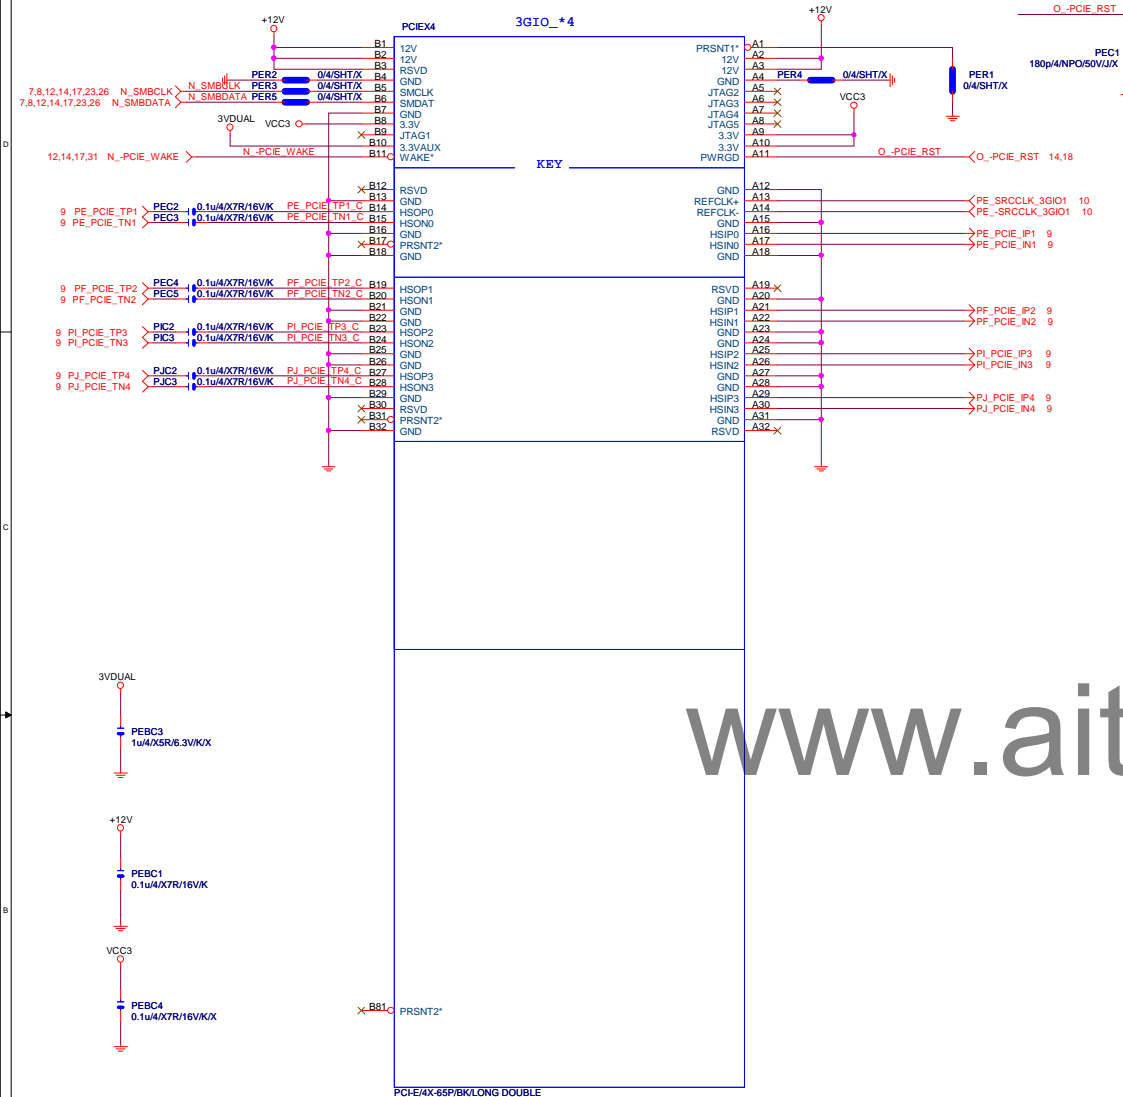 O_-PCIE_RST
+12V
PCIEX4
3GIO_*4
+12V
PEC1
180p/4/NPO/50V/J/X
B1 12V
B2 12V
B3 RSVD
PER2 0/4/SHT/X B4 GND
7,8,12,14,17,23,26 N_SMBCLK N_SMBCLK PER3 0/4/SHT/X B5 SMCLK
7,8,12,14,17,23,26 N_SMBDATA N_SMBDATA PER5 0/4/SHT/X B6 SMDAT
B7 GND
3VDUAL VCC3 B8 3.3V
B9 JTAG1
B10 3.3VAUX
12,14,17,31 N_-PCIE_WAKE N_-PCIE_WAKE B11 WAKE*
PRSNT1* A1
12V A2
12V A3
GND A4 PER4 0/4/SHT/X
PER1
0/4/SHT/X
JTAG2 A5
JTAG3 A6
JTAG4 A7
JTAG5 A8
VCC3
3.3V A9
3.3V A10
PWRGD A11 O_-PCIE_RST O_-PCIE_RST 14,18
D
KEY
B12 RSVD
B13 GND
9 PE_PCIE_TP1 PEC2 0.1u/4/X7R/16V/K PE_PCIE_TP1_C B14 HSOP0
9 PE_PCIE_TN1 PEC3 0.1u/4/X7R/16V/K PE_PCIE_TN1_C B15 HSON0
B16 GND
B17 PRSNT2*
B18 GND
GND A12
REFCLK+ A13 PE_SRCCLK_3GIO1 10
REFCLK- A14 PE_-SRCCLK_3GIO1 10
GND A15
HSIP0 A16 PE_PCIE_IP1 9
HSIN0 A17 PE_PCIE_IN1 9
GND A18
9 PF_PCIE_TP2 PEC4 0.1u/4/X7R/16V/K PF_PCIE_TP2_C B19 HSOP1
9 PF_PCIE_TN2 PEC5 0.1u/4/X7R/16V/K PF_PCIE_TN2_C B20 HSON1
B21 GND
B22 GND
9 PI_PCIE_TP3 PIC2 0.1u/4/X7R/16V/K PI_PCIE_TP3_C B23 HSOP2
9 PI_PCIE_TN3 PIC3 0.1u/4/X7R/16V/K PI_PCIE_TN3_C B24 HSON2
B25 GND
B26 GND
9 PJ_PCIE_TP4 PJC2 0.1u/4/X7R/16V/K PJ_PCIE_TP4_C B27 HSOP3
9 PJ_PCIE_TN4 PJC3 0.1u/4/X7R/16V/K PJ_PCIE_TN4_C B28 HSON3
B29 GND
B30 RSVD
B31 PRSNT2*
B32 GND
RSVD A19
GND A20
HSIP1 A21 PF_PCIE_IP2 9
HSIN1 A22 PF_PCIE_IN2 9
GND A23
GND A24
HSIP2 A25 PI_PCIE_IP3 9
HSIN2 A26 PI_PCIE_IN3 9
GND A27
GND A28
HSIP3 A29 PJ_PCIE_IP4 9
HSIN3 A30 PJ_PCIE_IN4 9
GND A31
RSVD A32
C
3VDUAL
PEBC3
1u/4/X5R/6.3V/K/X
www.ait
+12V
PEBC1
0.1u/4/X7R/16V/K
B
VCC3
PEBC4
0.1u/4/X7R/16V/K/X
B81 PRSNT2*
PCI-E/4X-65P/BK/LONG DOUBLE